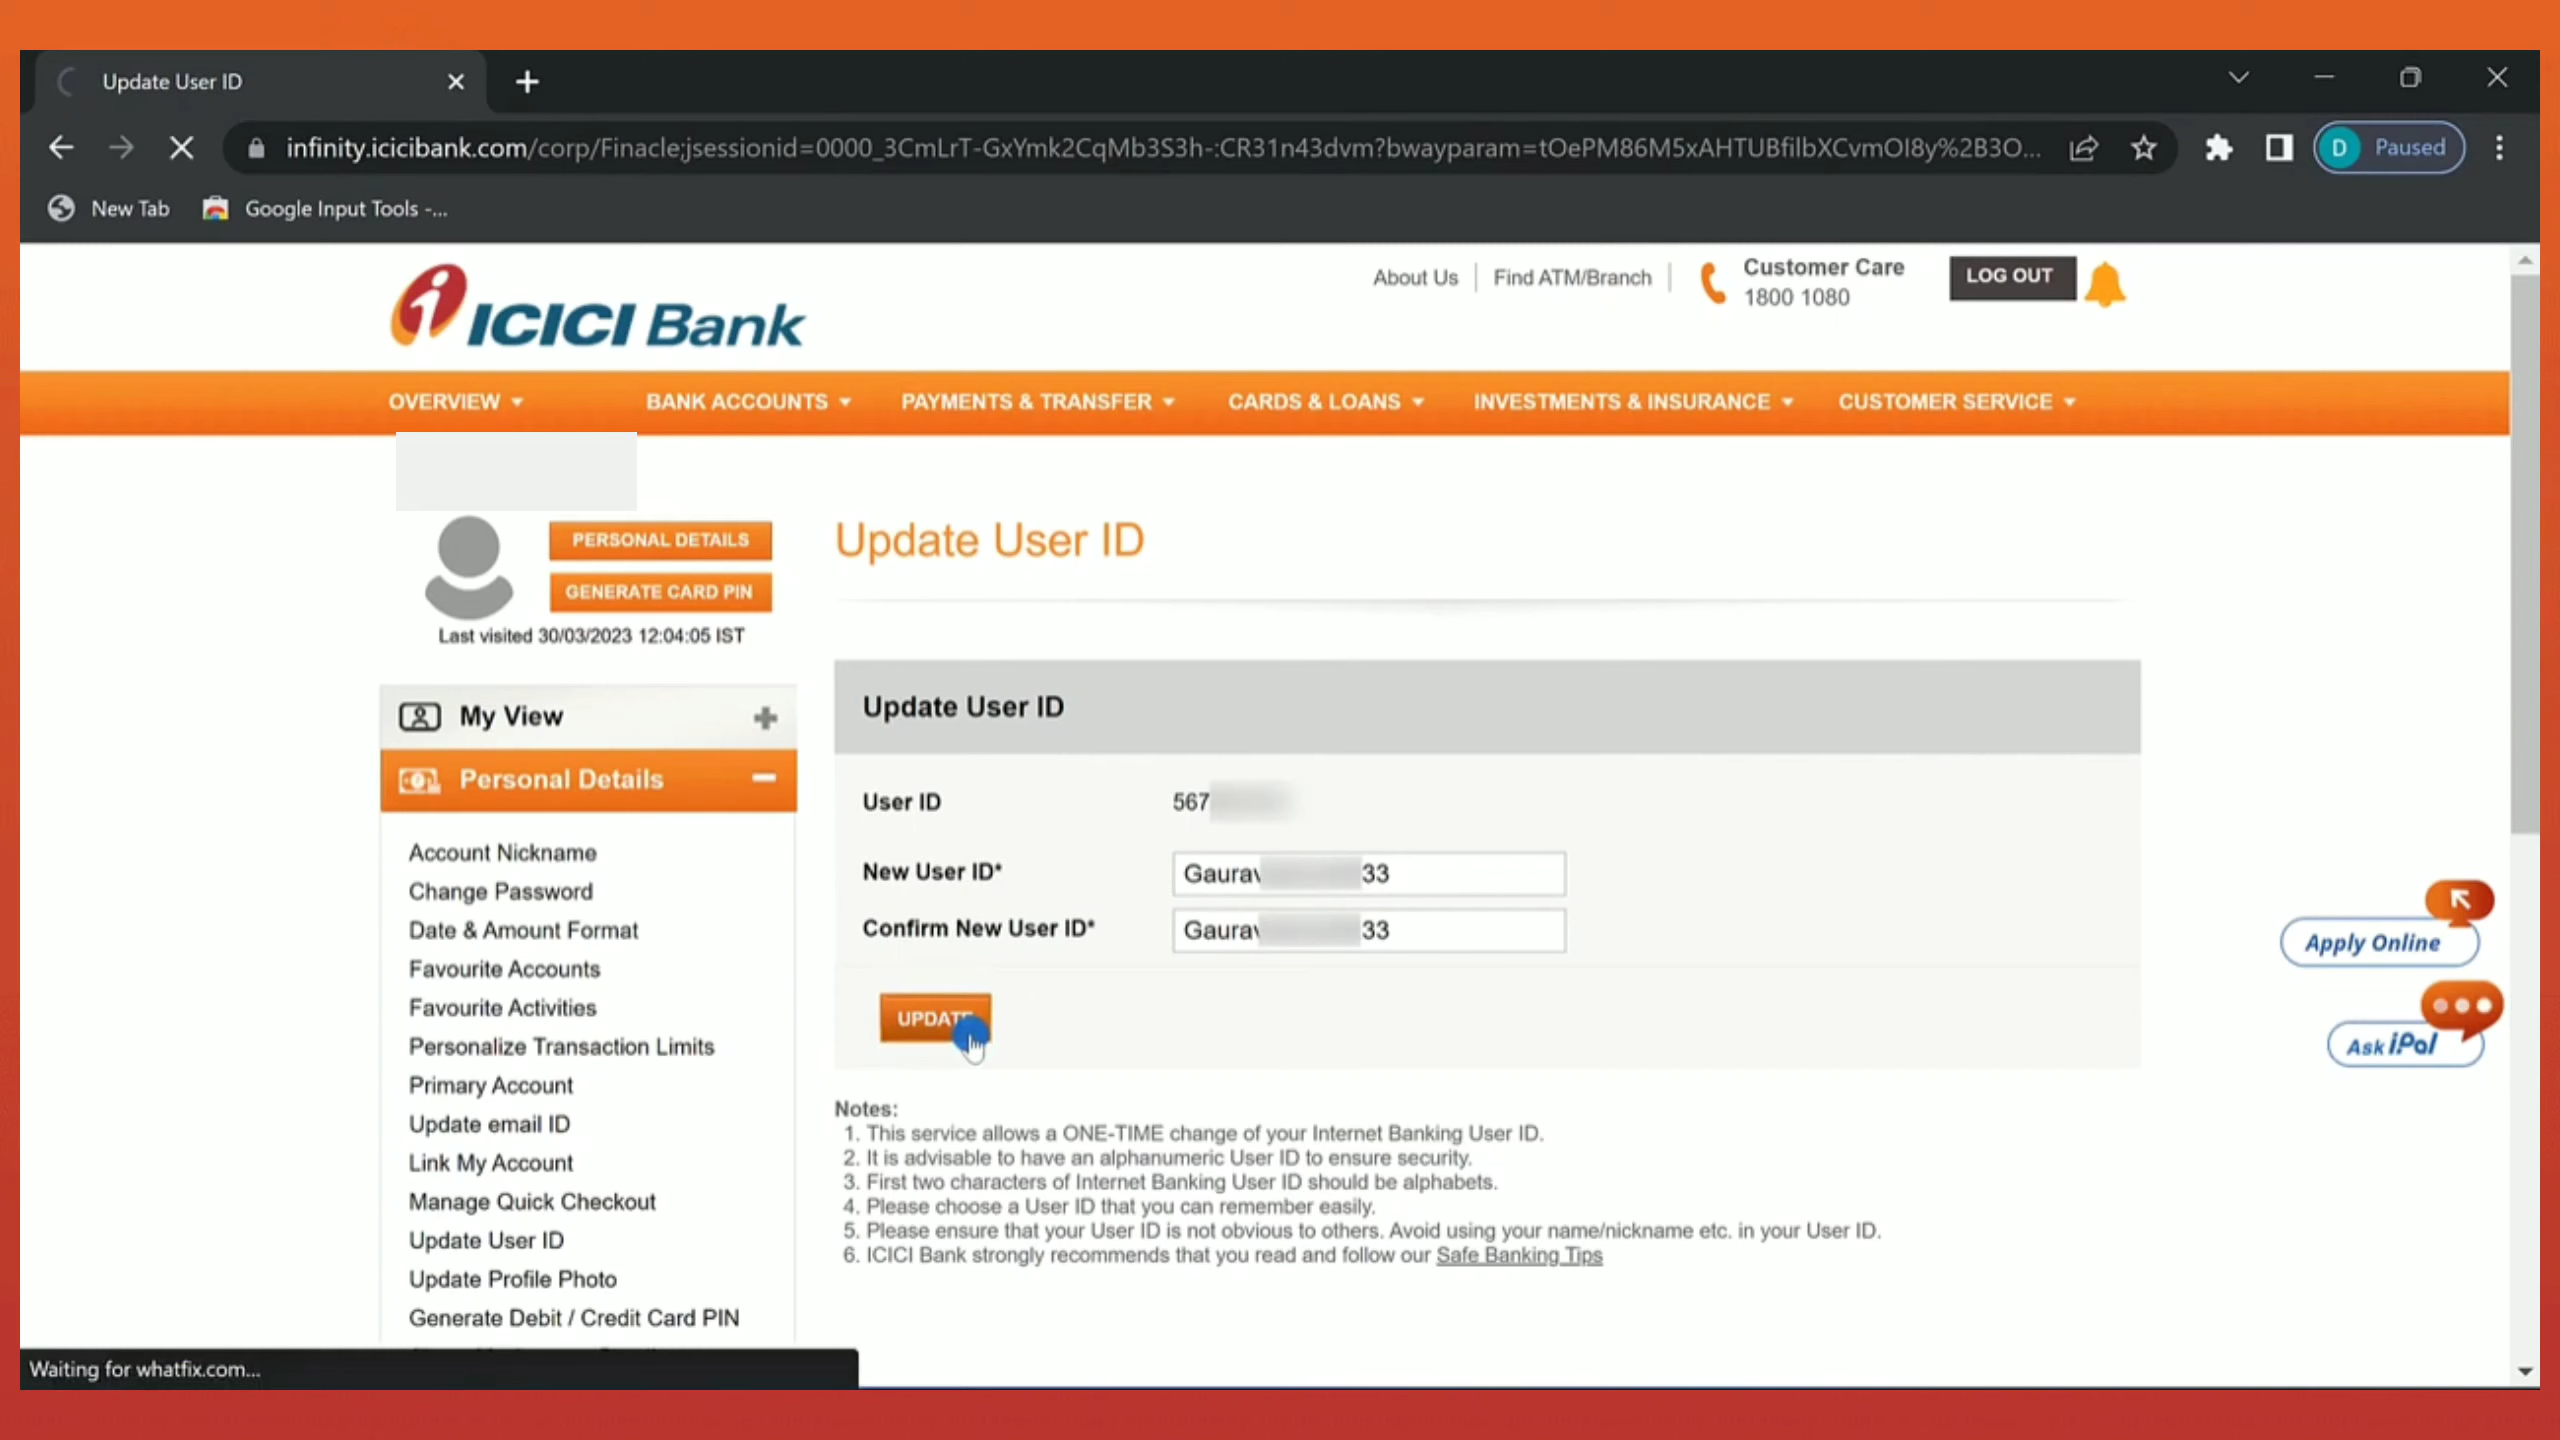 Update User ID
infinity.icicibank.com/corp/Finacle;jsessionid=0000_3CmLrT-GxYmk2CqMb3S3h-:CR31n43dvm?bwayparam=tOePM86M5xAHTUBfilbXCvmOI8y%2B3O...
D Paused
New Tab Google Input Tools -...
i ICICI Bank
About Us Find ATM/Branch
Customer Care
1800 1080
LOG OUT
OVERVIEW BANK ACCOUNTS PAYMENTS & TRANSFER CARDS & LOANS INVESTMENTS & INSURANCE CUSTOMER SERVICE
PERSONAL DETAILS
GENERATE CARD PIN
Last visited 30/03/2023 12:04:05 IST
My View
Personal Details
Account Nickname
Change Password
Date & Amount Format
Favourite Accounts
Favourite Activities
Personalize Transaction Limits
Primary Account
Update email ID
Link My Account
Manage Quick Checkout
Update User ID
Update Profile Photo
Generate Debit / Credit Card PIN
Update User ID
Update User ID
User ID 567
New User ID* Gaurav 33
Confirm New User ID* Gaurav 33
UPDATE
Notes:
1. This service allows a ONE-TIME change of your Internet Banking User ID.
2. It is advisable to have an alphanumeric User ID to ensure security.
3. First two characters of Internet Banking User ID should be alphabets.
4. Please choose a User ID that you can remember easily.
5. Please ensure that your User ID is not obvious to others. Avoid using your name/nickname etc. in your User ID.
6. ICICI Bank strongly recommends that you read and follow our Safe Banking Tips
Apply Online
Ask iPal
Waiting for whatfix.com...